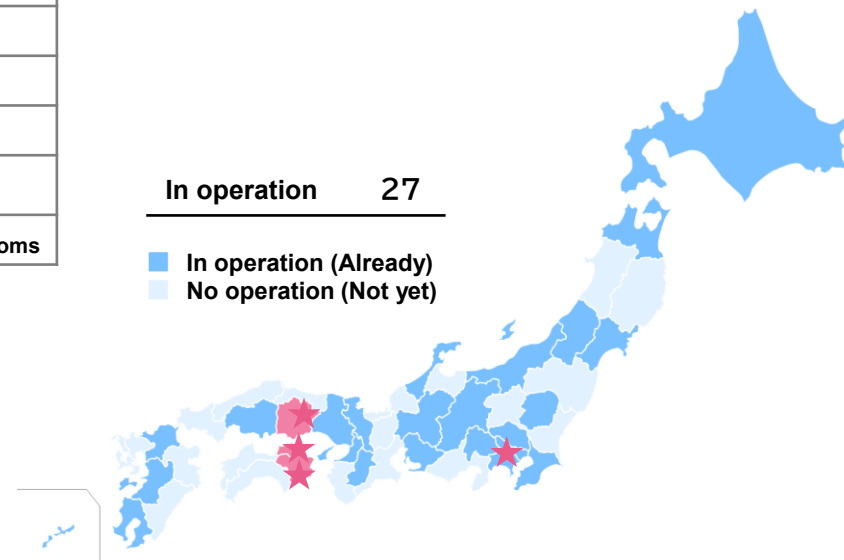 oms
In operation 27
In operation (Already)
No operation (Not yet)